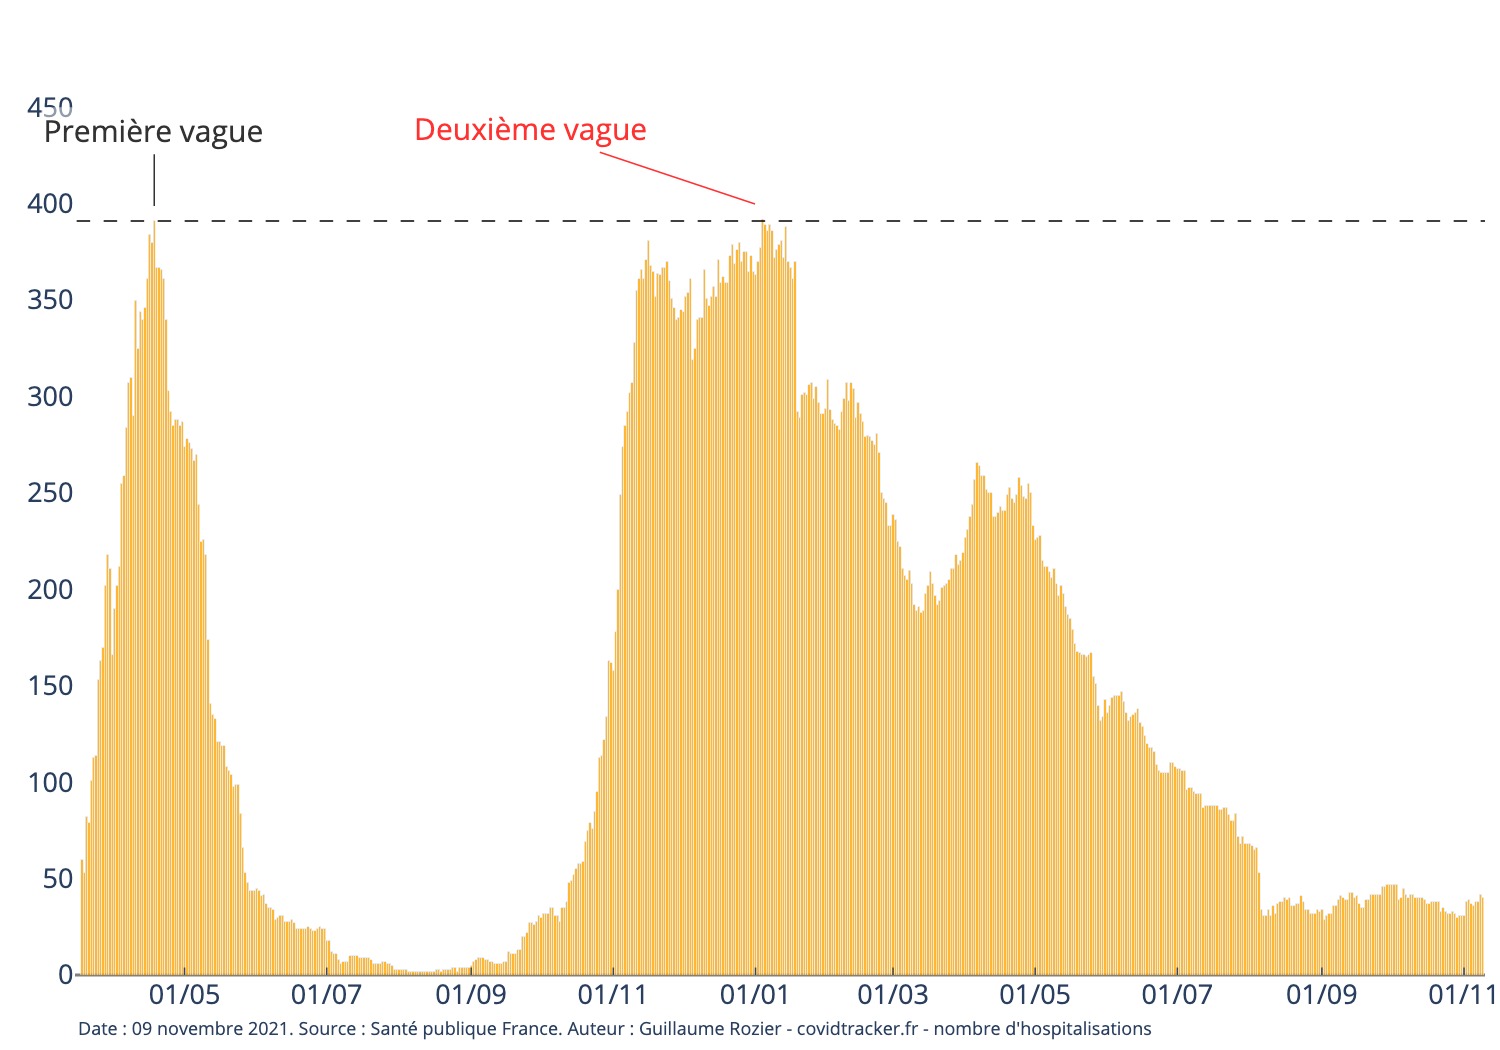 450
Première vague
Deuxième vague
400
350
300
250
200
150
100
50
0
01/05 01/07 01/09 01/11 01/01 01/03 01/05 01/07 01/09 01/11
Date : 09 novembre 2021. Source : Santé publique France. Auteur : Guillaume Rozier - covidtracker.fr - nombre d'hospitalisations